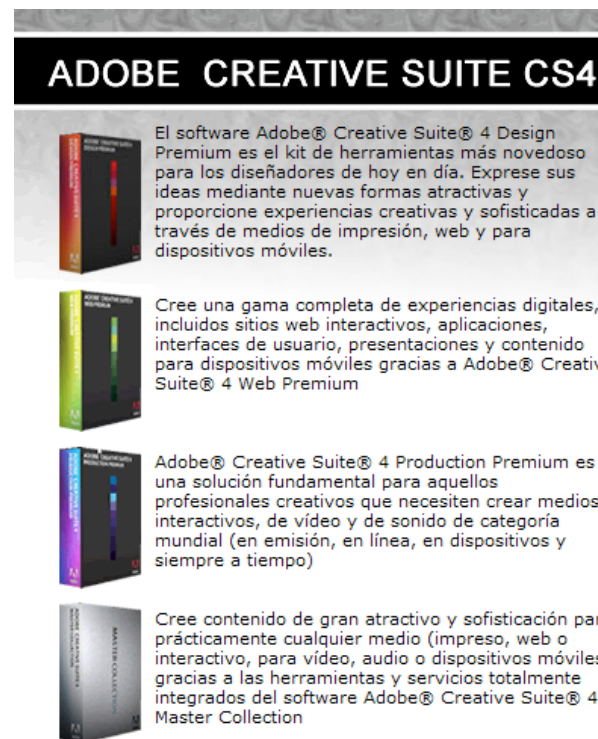 ADOBE CREATIVE SUITE CS4
El software Adobe® Creative Suite® 4 Design
Premium es el kit de herramientas más novedoso
para los diseñadores de hoy en día. Exprese sus
ideas mediante nuevas formas atractivas y
proporcione experiencias creativas y sofisticadas a
través de medios de impresión, web y para
dispositivos móviles.
Cree una gama completa de experiencias digitales,
incluidos sitios web interactivos, aplicaciones,
interfaces de usuario, presentaciones y contenido
para dispositivos móviles gracias a Adobe® Creativ
Suite® 4 Web Premium
Adobe® Creative Suite® 4 Production Premium es
una solución fundamental para aquellos
profesionales creativos que necesiten crear medios
interactivos, de vídeo y de sonido de categoría
mundial (en emisión, en línea, en dispositivos y
siempre a tiempo)
MASTER COLLECTION
Cree contenido de gran atractivo y sofisticación par
prácticamente cualquier medio (impreso, web o
interactivo, para vídeo, audio o dispositivos móviles
gracias a las herramientas y servicios totalmente
integrados del software Adobe® Creative Suite® 4
Master Collection